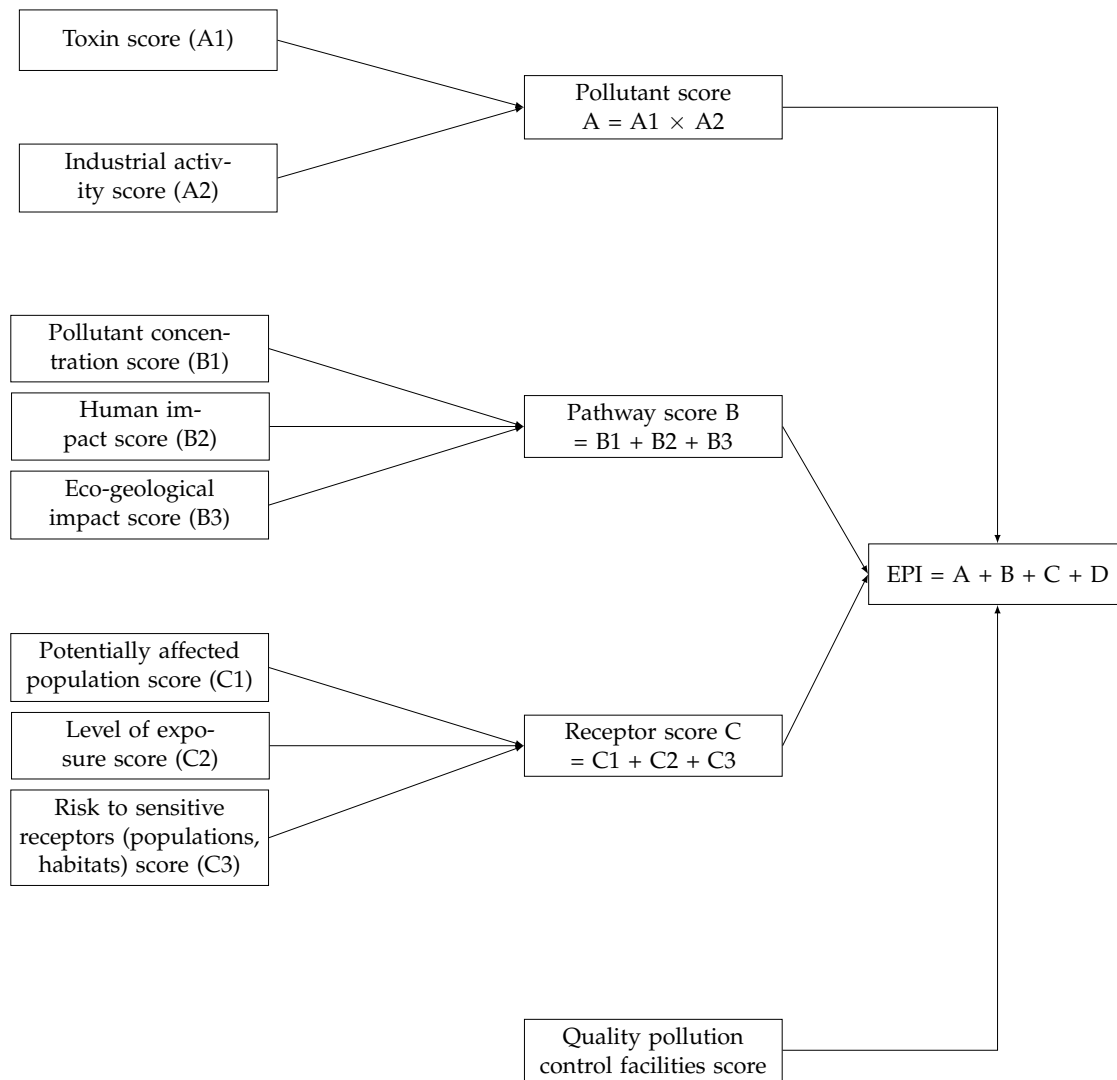 Toxin score (A1)
Industrial activ-
ity score (A2)
Pollutant score
A = A1 × A2
Pollutant concen-
tration score (B1)
Human im-
pact score (B2)
Eco-geological
impact score (B3)
Pathway score B
= B1 + B2 + B3
EPI = A + B + C + D
Potentially affected
population score (C1)
Level of expo-
sure score (C2)
Risk to sensitive
receptors (populations,
habitats) score (C3)
Receptor score C
= C1 + C2 + C3
Quality pollution
control facilities score